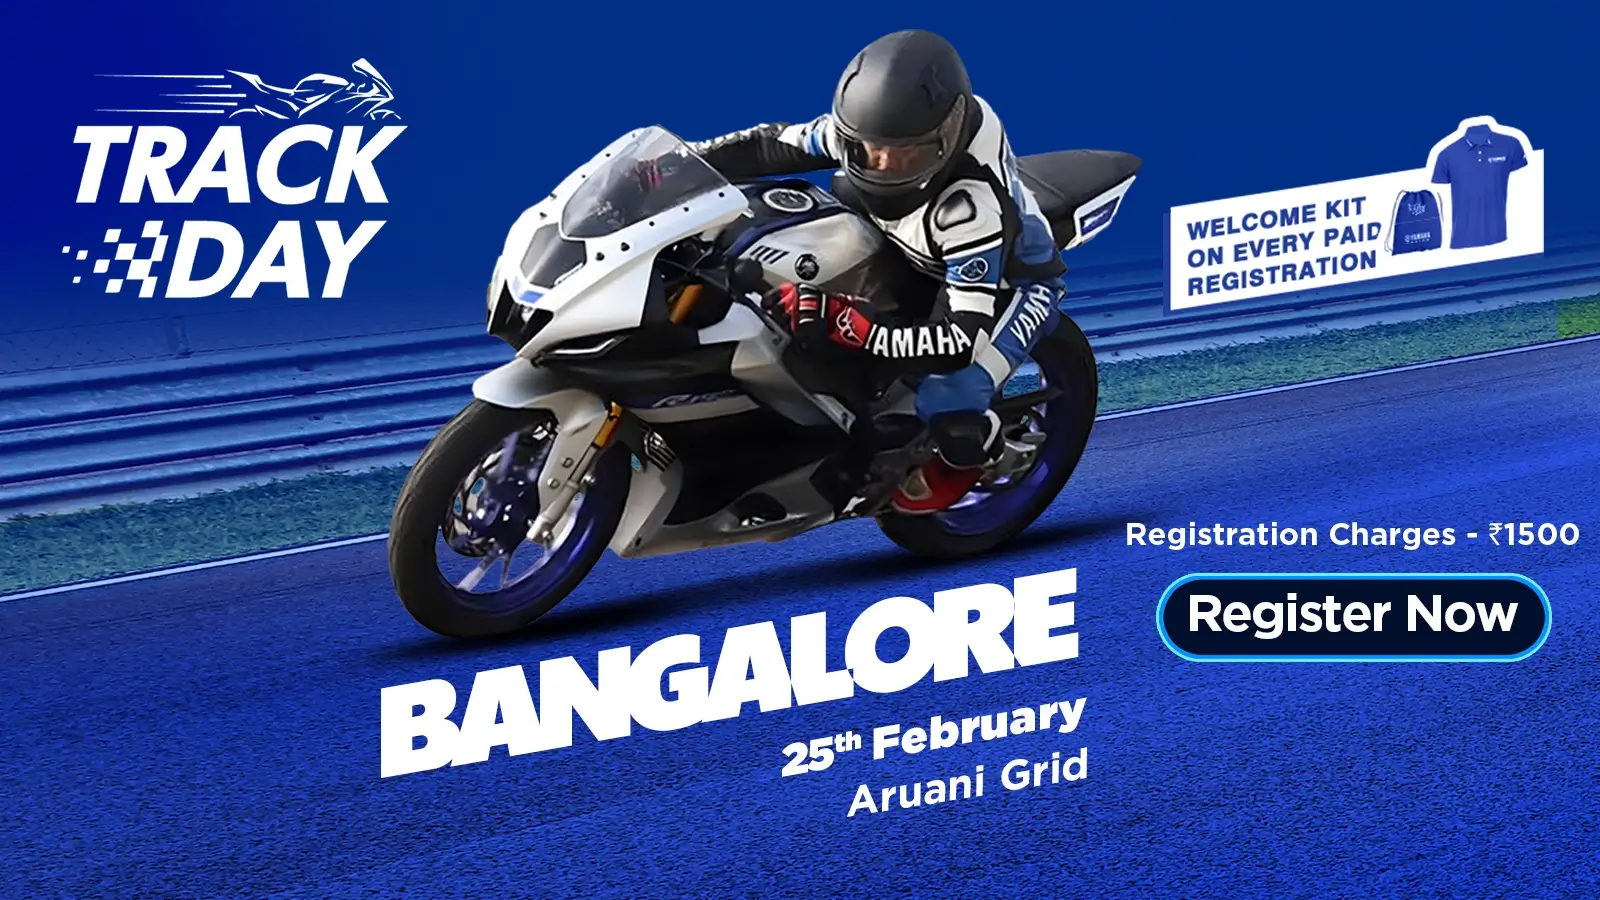 TRACK
DAY
WELCOME KIT
ON EVERY PAID
REGISTRATION
YAMAHA
YAMAHA
Registration Charges - ₹1500
Register Now
BANGALORE
25th February
Aruani Grid